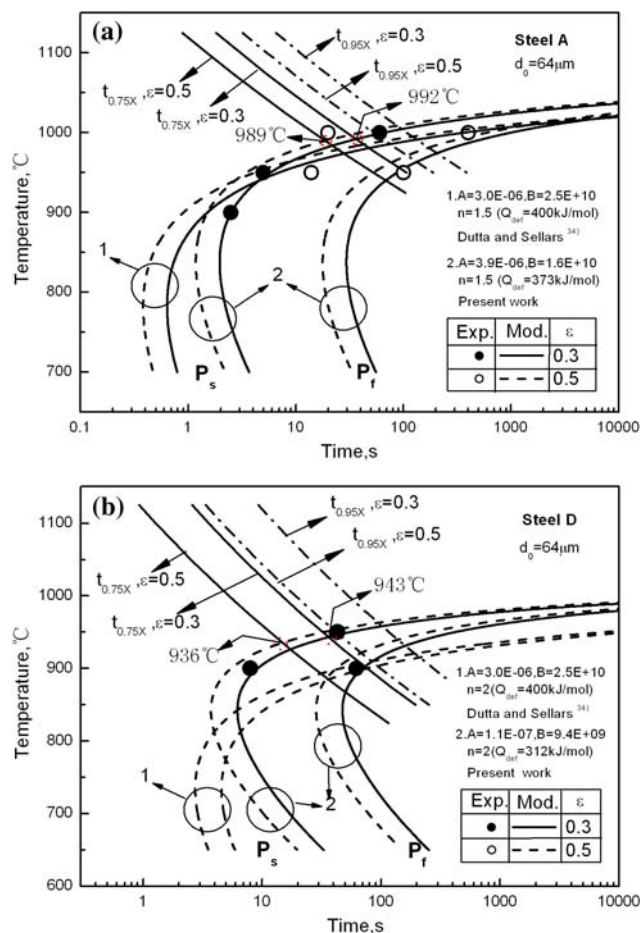 (a)
Steel A
d0=64μm
t0.95X,ε=0.3
t0.95X,ε=0.5
t0.75X,ε=0.5
t0.75X,ε=0.3
992℃
989℃
1
2
1.A=3.0E-06,B=2.5E+10
n=1.5 (Qdef=400kJ/mol)
Dutta and Sellars 34)
2.A=3.9E-06,B=1.6E+10
n=1.5 (Qdef=373kJ/mol)
Present work
Exp. Mod. ε
0.3
0.5
Ps
Pf
Temperature,℃
1100
1000
900
800
700
0.1 1 10 100 1000 10000
Time,s
(b)
Steel D
d0=64μm
t0.95X,ε=0.3
t0.95X,ε=0.5
t0.75X,ε=0.5
t0.75X,ε=0.3
943℃
936℃
1
2
1.A=3.0E-06,B=2.5E+10
n=2(Qdef=400kJ/mol)
Dutta and Sellars 34)
2.A=1.1E-07,B=9.4E+09
n=2(Qdef=312kJ/mol)
Present work
Exp. Mod. ε
0.3
0.5
Ps
Pf
Temperature,℃
1100
1000
900
800
700
600
1 10 100 1000 10000
Time,s